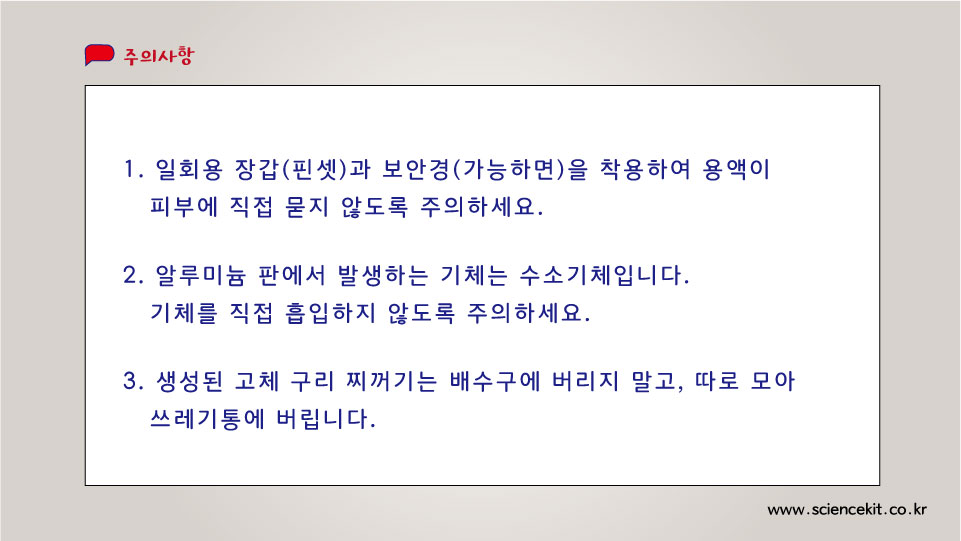 주의사항
1. 일회용 장갑(핀셋)과 보안경(가능하면)을 착용하여 용액이
피부에 직접 묻지 않도록 주의하세요.
2. 알루미늄 판에서 발생하는 기체는 수소기체입니다.
기체를 직접 흡입하지 않도록 주의하세요.
3. 생성된 고체 구리 찌꺼기는 배수구에 버리지 말고, 따로 모아
쓰레기통에 버립니다.
www.sciencekit.co.kr